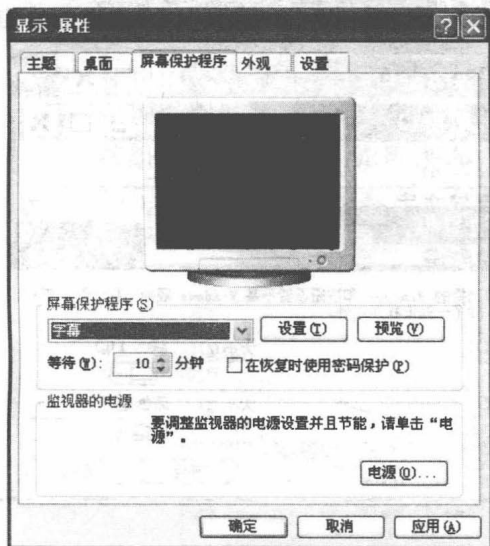 显示 属性
主题 桌面 屏幕保护程序 外观 设置
屏幕保护程序(S)
字幕 设置(T) 预览(V)
等待(W): 10 分钟 在恢复时使用密码保护(P)
监视器的电源
要调整监视器的电源设置并且节能，请单击“电
源”。
电源(O)...
确定 取消 应用(A)